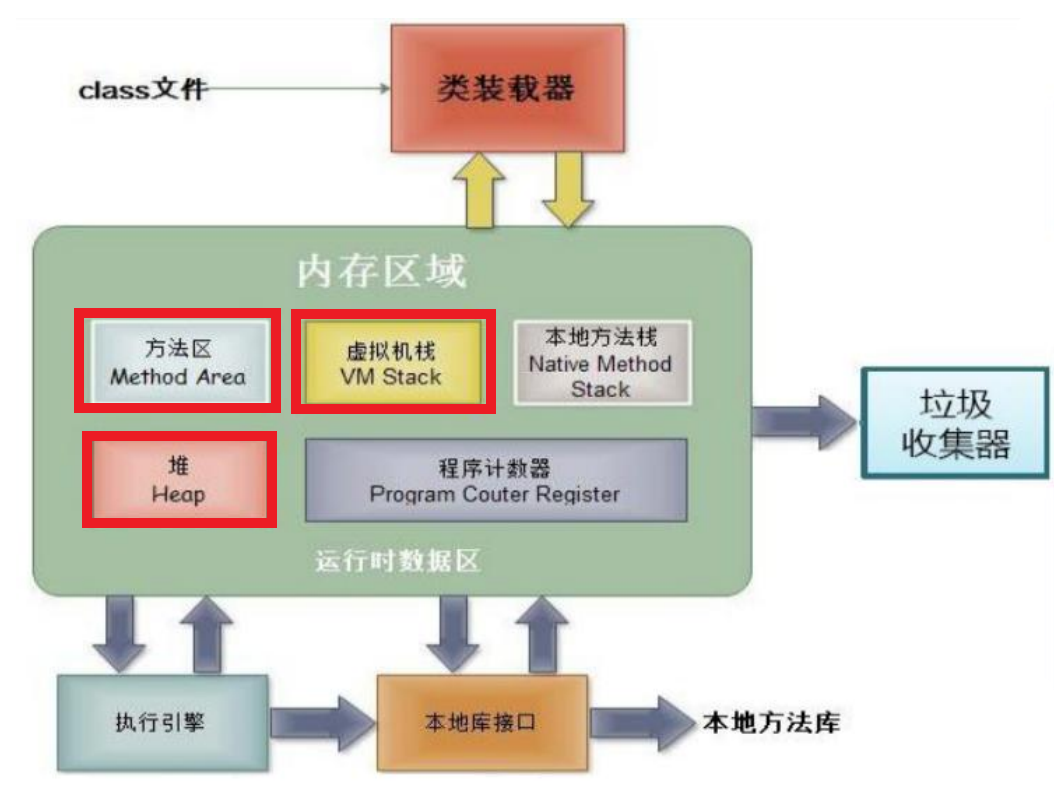 class文件
类装载器
内存区域
方法区
Method Area
虚拟机栈
VM Stack
本地方法栈
Native Method
Stack
堆
Heap
程序计数器
Program Couter Register
运行时数据区
垃圾
收集器
执行引擎
本地库接口
本地方法库